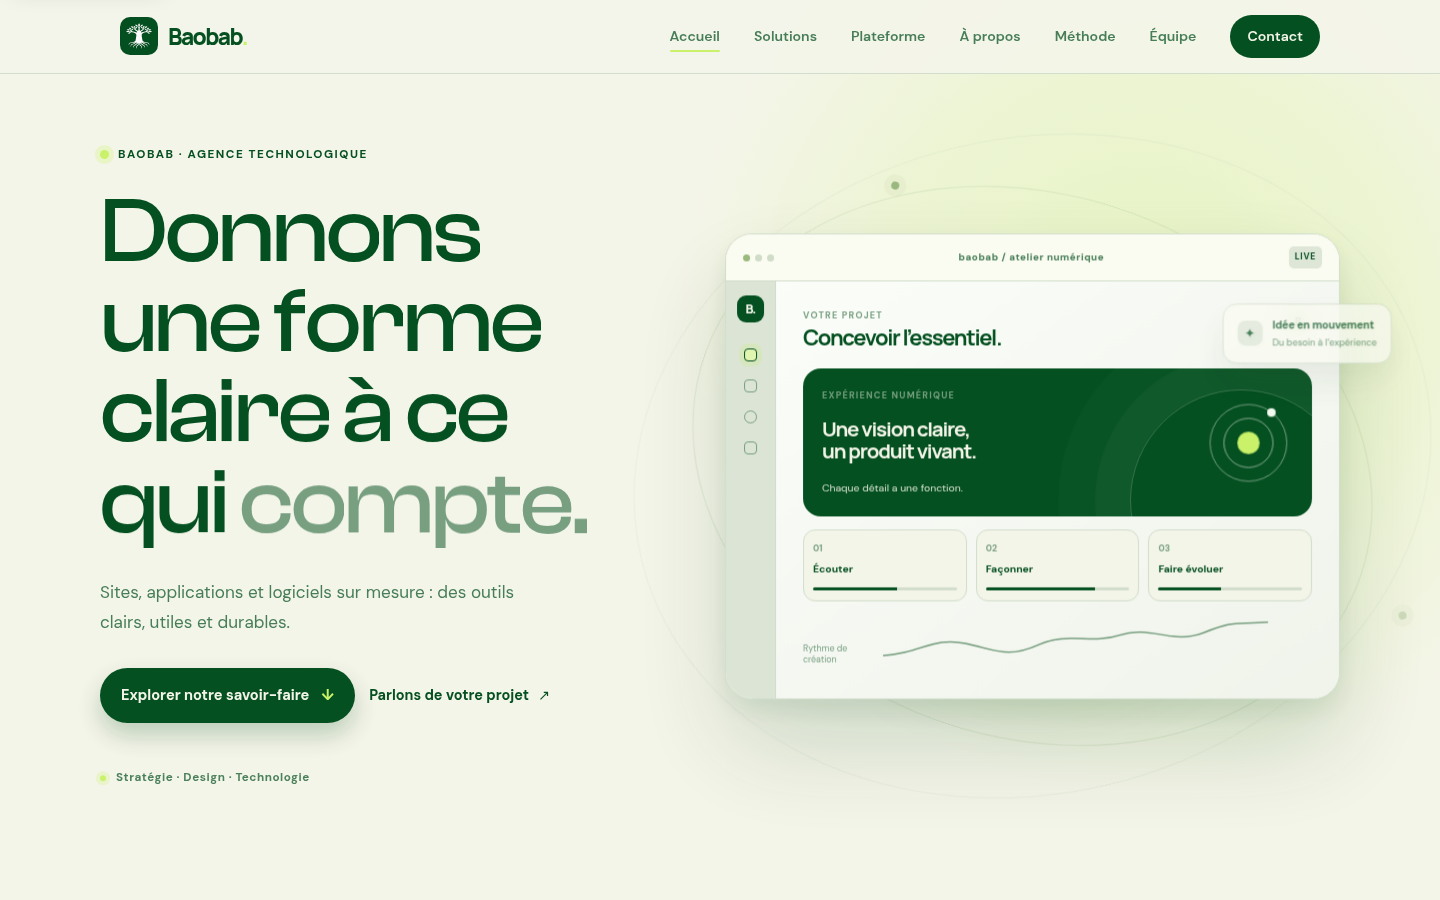 Baobab.
Accueil
Solutions
Plateforme
À propos
Méthode
Équipe
Contact
BAOBAB · AGENCE TECHNOLOGIQUE
Donnons
une forme
claire à ce
qui compte.
Sites, applications et logiciels sur mesure : des outils
clairs, utiles et durables.
Explorer notre savoir-faire ↓
Parlons de votre projet ↗
Stratégie · Design · Technologie
baobab / atelier numérique
LIVE
B.
VOTRE PROJET
Concevoir l'essentiel.
Idée en mouvement
Du besoin à l'expérience
EXPÉRIENCE NUMÉRIQUE
Une vision claire,
un produit vivant.
Chaque détail a une fonction.
01
Écouter
02
Façonner
03
Faire évoluer
Rythme de
création